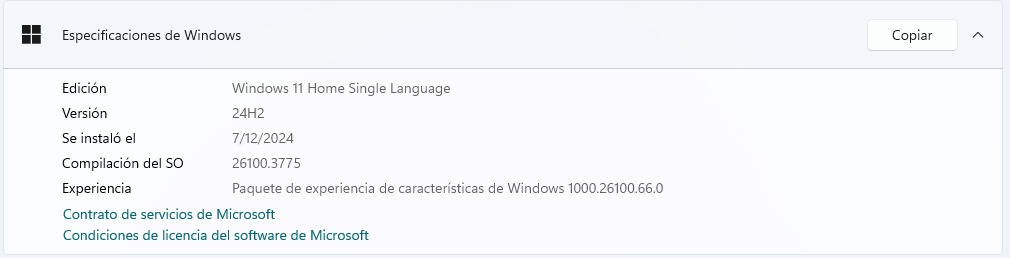 Especificaciones de Windows Copiar
Edición Windows 11 Home Single Language
Versión 24H2
Se instaló el 7/12/2024
Compilación del SO 26100.3775
Experiencia Paquete de experiencia de características de Windows 1000.26100.66.0
Contrato de servicios de Microsoft
Condiciones de licencia del software de Microsoft